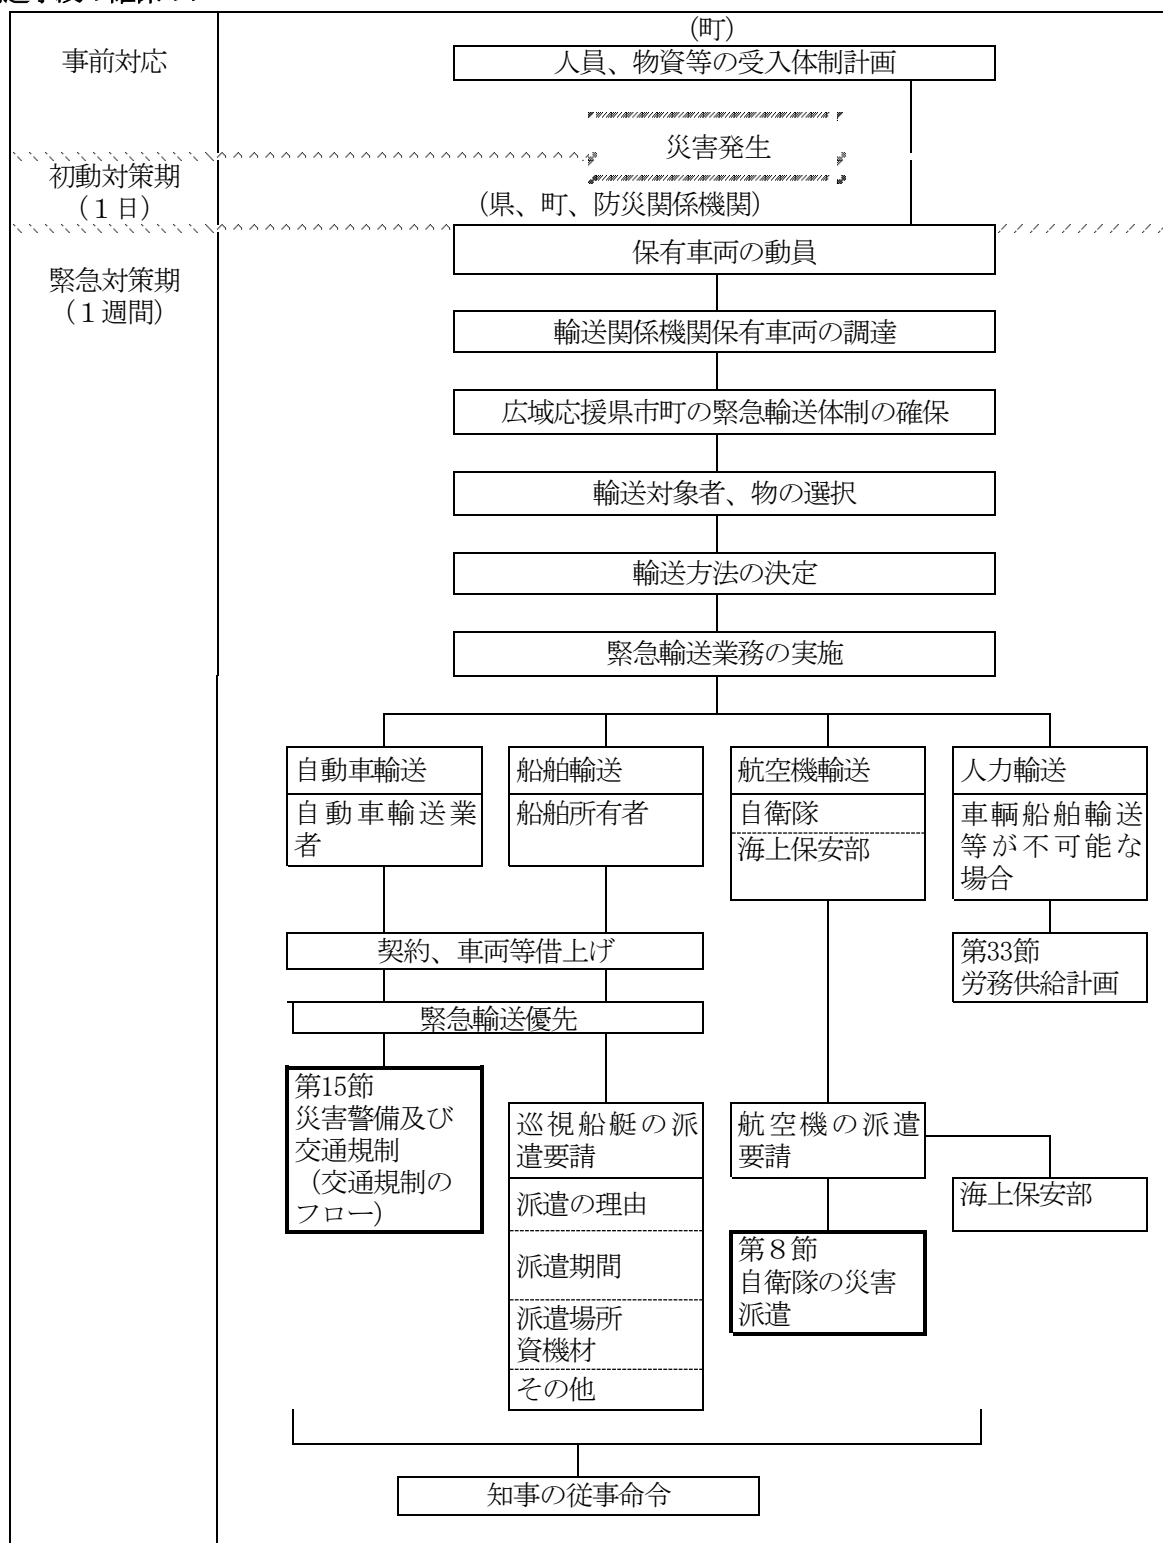 (町)
事前対応
人員、物資等の受入体制計画
災害発生
初動対策期
(1日)
(県、町、防災関係機関)
保有車両の動員
緊急対策期
(1週間)
輸送関係機関保有車両の調達
広域応援県市町の緊急輸送体制の確保
輸送対象者、物の選択
輸送方法の決定
緊急輸送業務の実施
自動車輸送
自動車輸送業
者
船舶輸送
船舶所有者
航空機輸送
自衛隊
海上保安部
人力輸送
車輌船舶輸送
等が不可能な
場合
契約、車両等借上げ
第33節
労務供給計画
緊急輸送優先
第15節
災害警備及び
交通規制
(交通規制の
フロー)
巡視船艇の派
遣要請
派遣の理由
派遣期間
派遣場所
資機材
その他
航空機の派遣
要請
海上保安部
第8節
自衛隊の災害
派遣
知事の従事命令